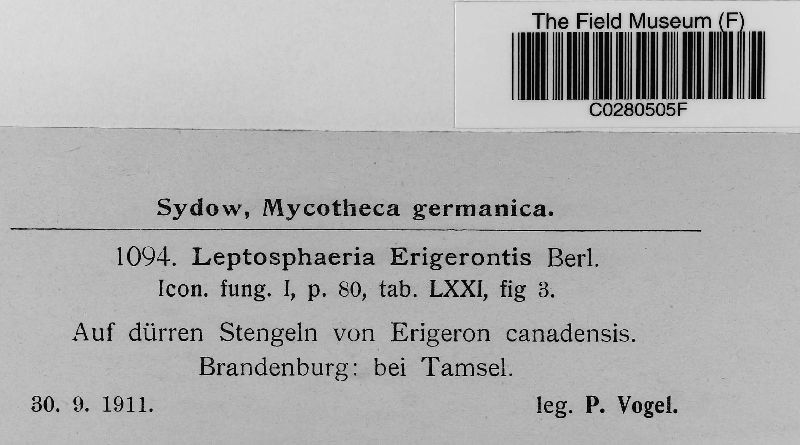 The Field Museum (F)
C0280505F
Sydow, Mycotheca germanica.
1094. Leptosphaeria Erigerontis Berl.
Icon. fung. I, p. 80, tab. LXXI, fig 3.
Auf dürren Stengeln von Erigeron canadensis.
Brandenburg: bei Tamsel.
30. 9. 1911. leg. P. Vogel.